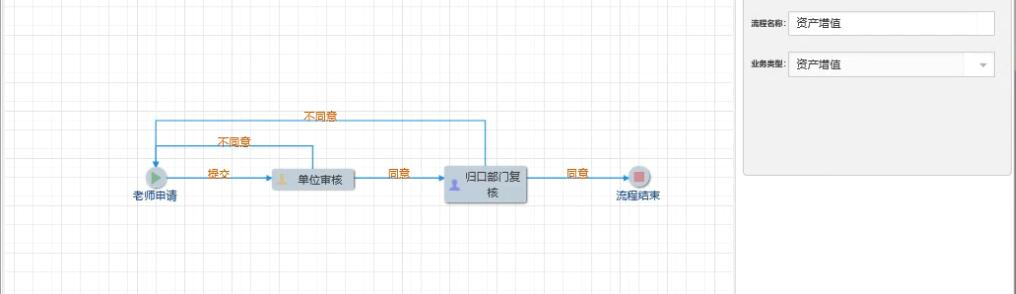 流程名称: 资产增值
业务类型: 资产增值
不同意
不同意
提交
单位审核
同意
归口部门复
核
同意
老师申请
流程结束